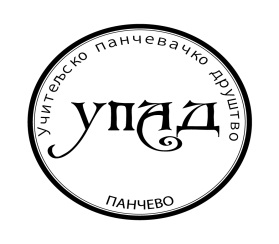 Учитељско панчевачко друштво
УПАД
ПАНЧЕВО